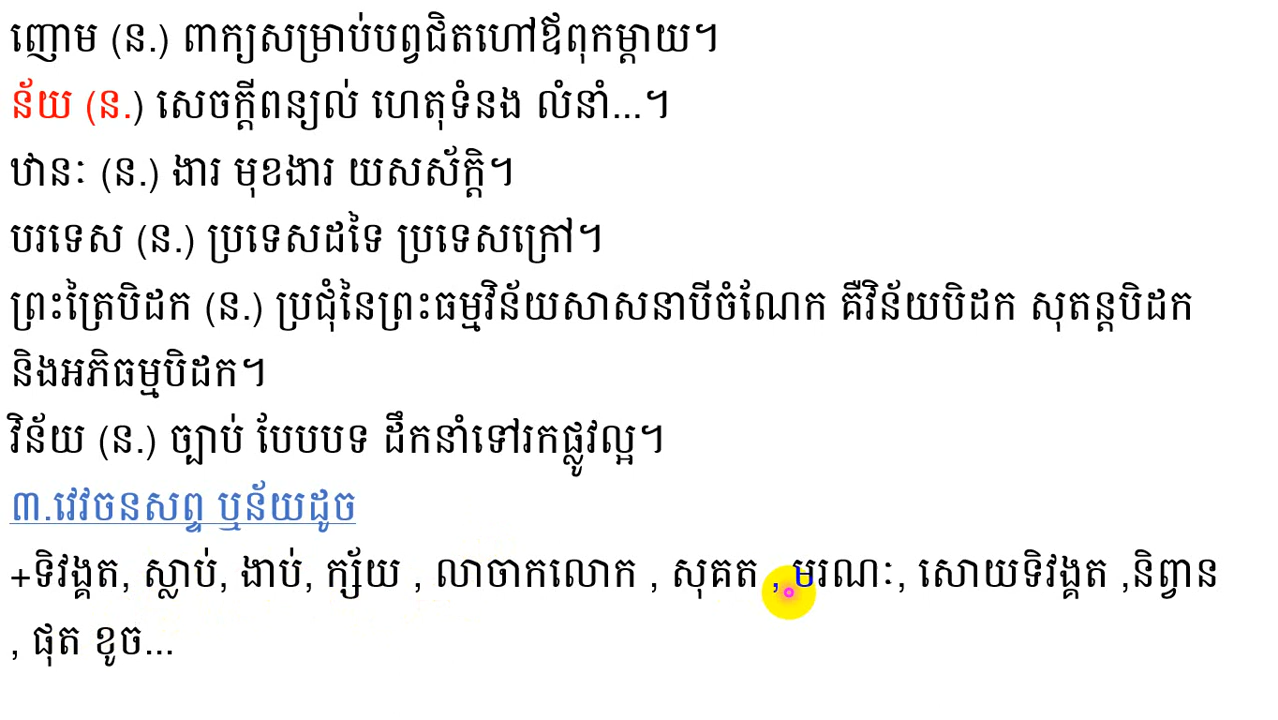 ញោម (ន.) ពាក្យសម្រាប់បព្វជិតហៅឪពុកម្ដាយ។
ន័យ (ន.) សេចក្ដីពន្យល់ ហេតុទំនង លំនាំ...។
ឋានៈ (ន.) ងារ មុខងារ យសស័ក្ដិ។
បរទេស (ន.) ប្រទេសដទៃ ប្រទេសក្រៅ។
ព្រះត្រៃបិដក (ន.) ប្រជុំនៃព្រះធម្មវិន័យសាសនាបីចំណែក គឺវិន័យបិដក សុតន្តបិដក
និងអភិធម្មបិដក។
វិន័យ (ន.) ច្បាប់ បែបបទ ដឹកនាំទៅរកផ្លូវល្អ។
៣.វេវចនសព្ទ ឬន័យដូច
+ទិវង្គត, ស្លាប់, ងាប់, ក្ស័យ , លាចាកលោក , សុគត , មរណៈ, សោយទិវង្គត ,និព្វាន
, ផុត ខូច...